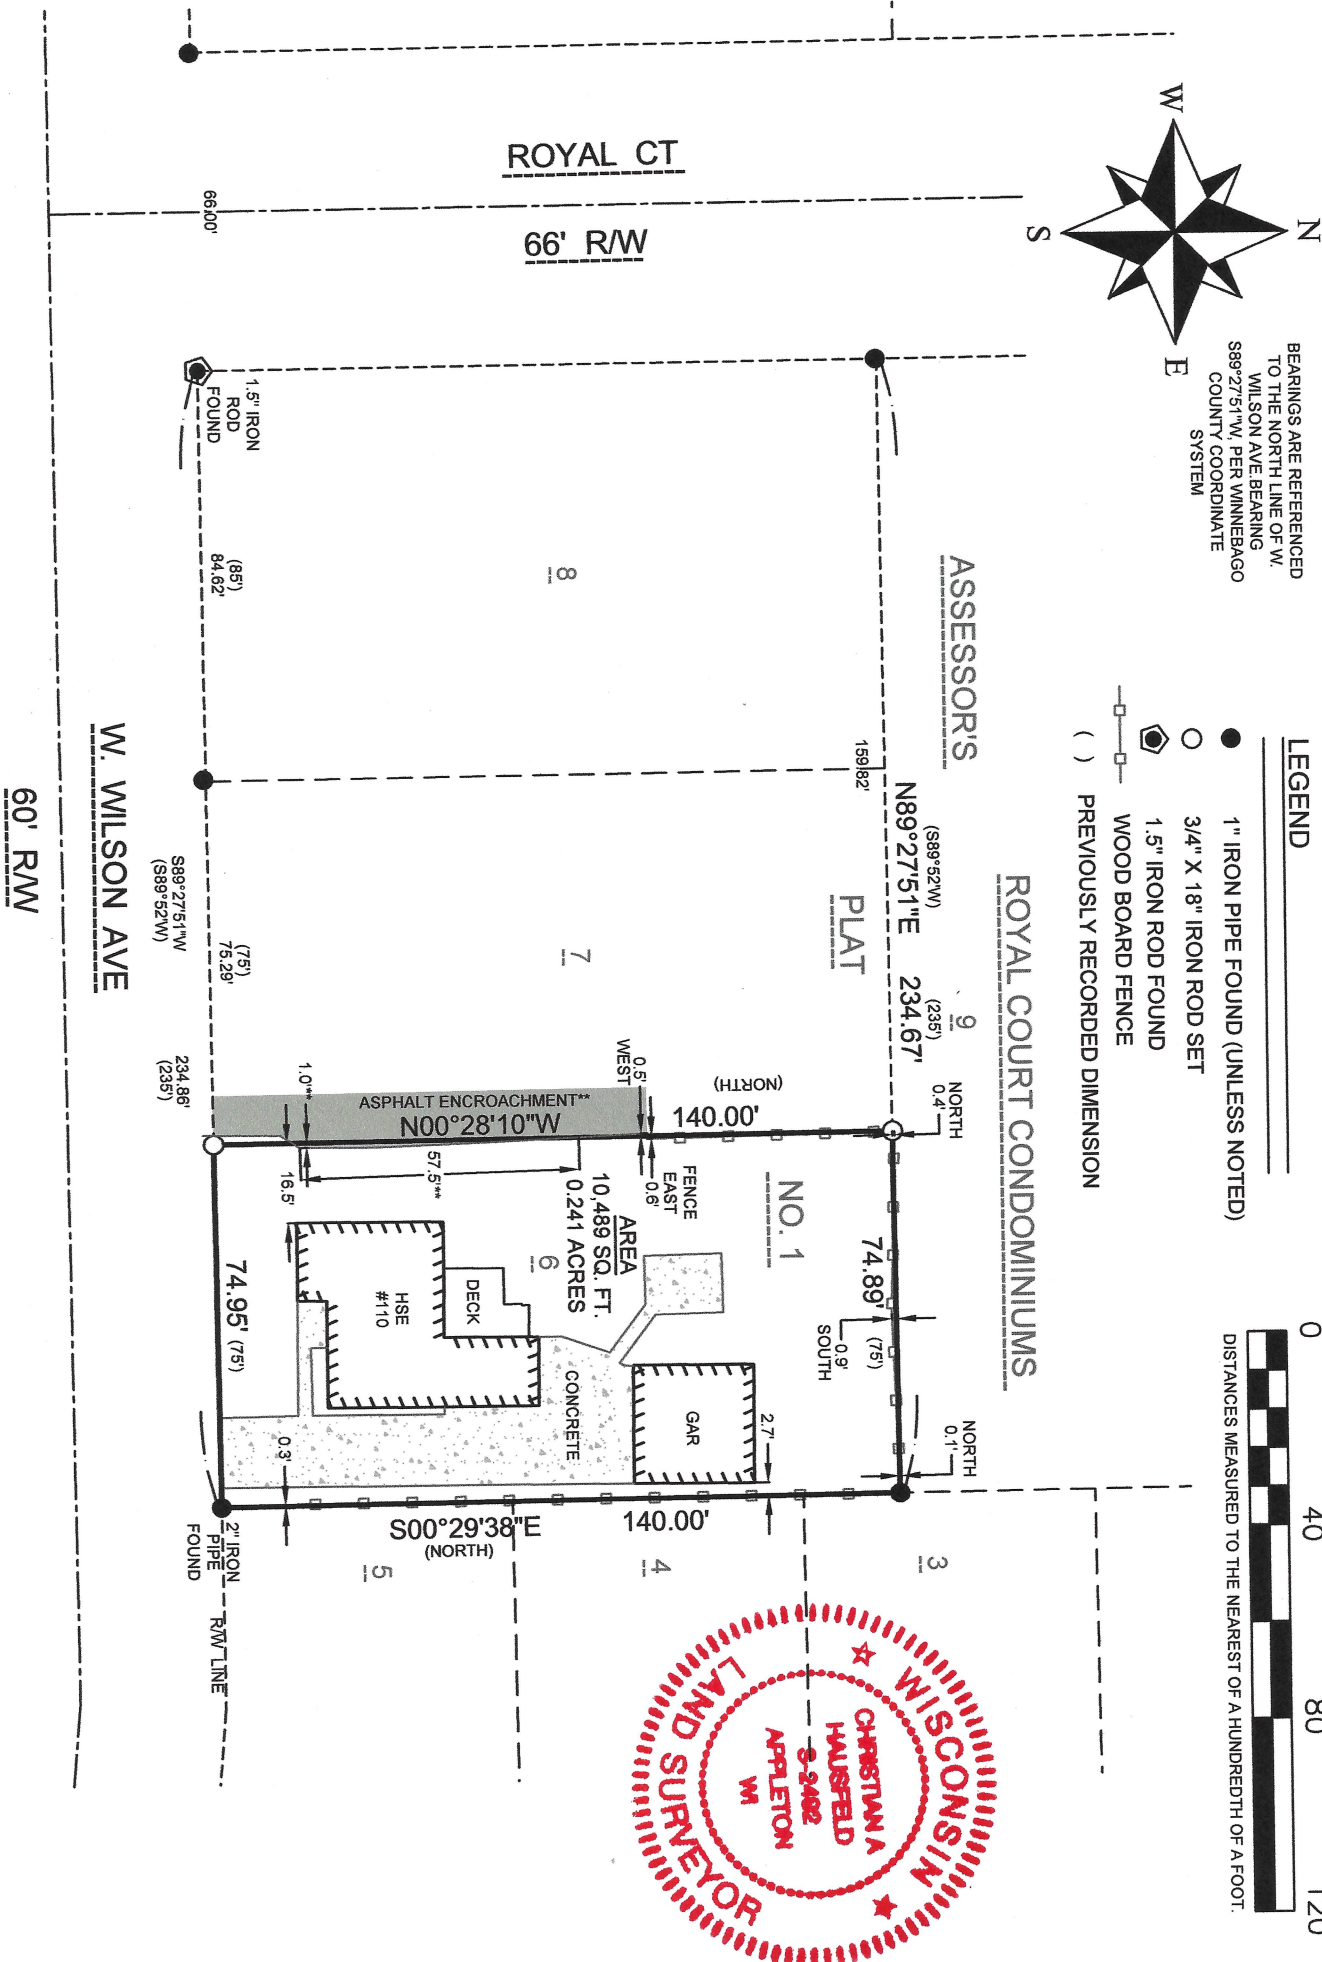 N
W
E
S
BEARINGS ARE REFERENCED
TO THE NORTH LINE OF W.
WILSON AVE.BEARING
S89°27'51"W, PER WINNEBAGO
COUNTY COORDINATE
SYSTEM
LEGEND
1" IRON PIPE FOUND (UNLESS NOTED)
3/4" X 18" IRON ROD SET
1.5" IRON ROD FOUND
WOOD BOARD FENCE
( ) PREVIOUSLY RECORDED DIMENSION
0 40 80 120
DISTANCES MEASURED TO THE NEAREST OF A HUNDREDTH OF A FOOT.
ROYAL CT
66' R/W
66.00'
ROYAL COURT CONDOMINIUMS
ASSESSOR'S
PLAT
NO. 1
9
(S89°52'W) (235')
N89°27'51"E 234.67'
159.82'
8
7
1.5" IRON
ROD
FOUND
(85')
84.62'
(75')
75.29'
S89°27'51"W
(S89°52'W)
234.86'
(235')
NORTH
0.4'
(NORTH)
140.00'
N00°28'10"W
ASPHALT ENCROACHMENT**
0.5'
WEST
1.0'**
57.5'**
16.5'
FENCE
EAST
0.6'
74.89' (75')
0.9'
SOUTH
NORTH
0.1'
AREA
10,489 SQ. FT.
0.241 ACRES
6
DECK
HSE
#110
CONCRETE
GAR
2.7'
0.3'
74.95' (75')
140.00'
S00°29'38"E
(NORTH)
3
4
5
2" IRON
PIPE
FOUND
R/W LINE
W. WILSON AVE
60' R/W
WISCONSIN
CHRISTIAN A
HAUSFELD
S-2492
APPLETON
WI
LAND SURVEYOR